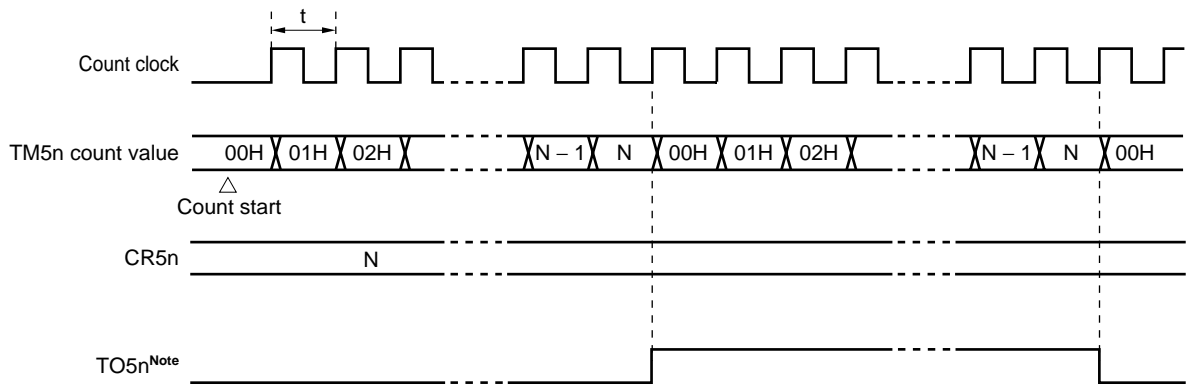 t
Count clock
TM5n count value 00H 01H 02H N − 1 N 00H 01H 02H N − 1 N 00H
Count start
CR5n N
TO5nNote